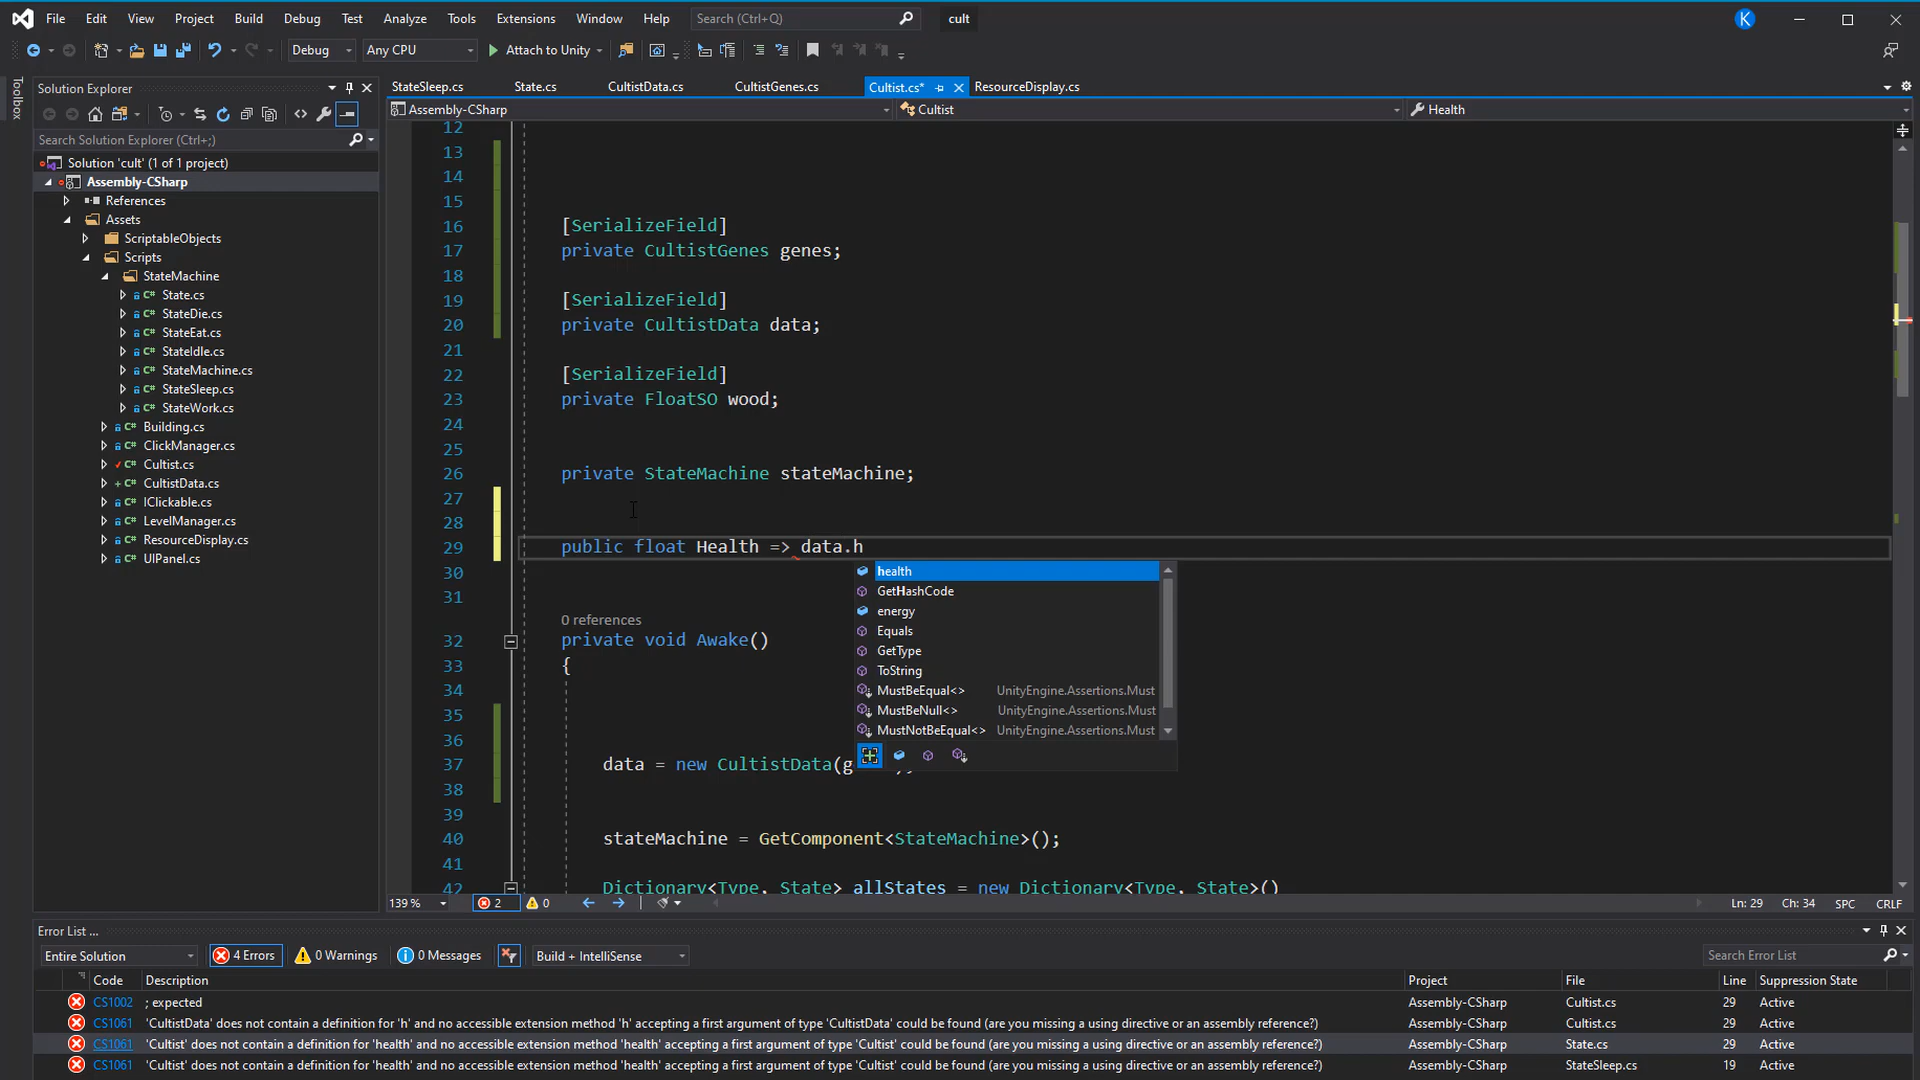 File Edit View Project Build Debug Test Analyze Tools Extensions Window Help Search (Ctrl+Q) cult K
Debug Any CPU Attach to Unity
Toolbox
Solution Explorer
Search Solution Explorer (Ctrl+;)
Solution 'cult' (1 of 1 project)
Assembly-CSharp
References
Assets
ScriptableObjects
Scripts
StateMachine
State.cs
StateDie.cs
StateEat.cs
StateIdle.cs
StateMachine.cs
StateSleep.cs
StateWork.cs
Building.cs
ClickManager.cs
Cultist.cs
CultistData.cs
IClickable.cs
LevelManager.cs
ResourceDisplay.cs
UIPanel.cs
StateSleep.cs State.cs CultistData.cs CultistGenes.cs Cultist.cs* ResourceDisplay.cs
Assembly-CSharp Cultist Health
12
13
14
15
16 [SerializeField]
17 private CultistGenes genes;
18
19 [SerializeField]
20 private CultistData data;
21
22 [SerializeField]
23 private FloatSO wood;
24
25
26 private StateMachine stateMachine;
27
28
29 public float Health => data.h
30
31
0 references
32 private void Awake()
33 {
34
35
36
37 data = new CultistData(g
38
39
40 stateMachine = GetComponent<StateMachine>();
41
42 Dictionary<Type, State> allStates = new Dictionary<Type, State>()
health
GetHashCode
energy
Equals
GetType
ToString
MustBeEqual<> UnityEngine.Assertions.Must
MustBeNull<> UnityEngine.Assertions.Must
MustNotBeEqual<> UnityEngine.Assertions.Must
139 % 2 0 Ln: 29 Ch: 34 SPC CRLF
Error List ...
Entire Solution 4 Errors 0 Warnings 0 Messages Build + IntelliSense Search Error List
Code Description Project File Line Suppression State
CS1002 ; expected Assembly-CSharp Cultist.cs 29 Active
CS1061 'CultistData' does not contain a definition for 'h' and no accessible extension method 'h' accepting a first argument of type 'CultistData' could be found (are you missing a using directive or an assembly reference?) Assembly-CSharp Cultist.cs 29 Active
CS1061 'Cultist' does not contain a definition for 'health' and no accessible extension method 'health' accepting a first argument of type 'Cultist' could be found (are you missing a using directive or an assembly reference?) Assembly-CSharp State.cs 29 Active
CS1061 'Cultist' does not contain a definition for 'health' and no accessible extension method 'health' accepting a first argument of type 'Cultist' could be found (are you missing a using directive or an assembly reference?) Assembly-CSharp StateSleep.cs 19 Active